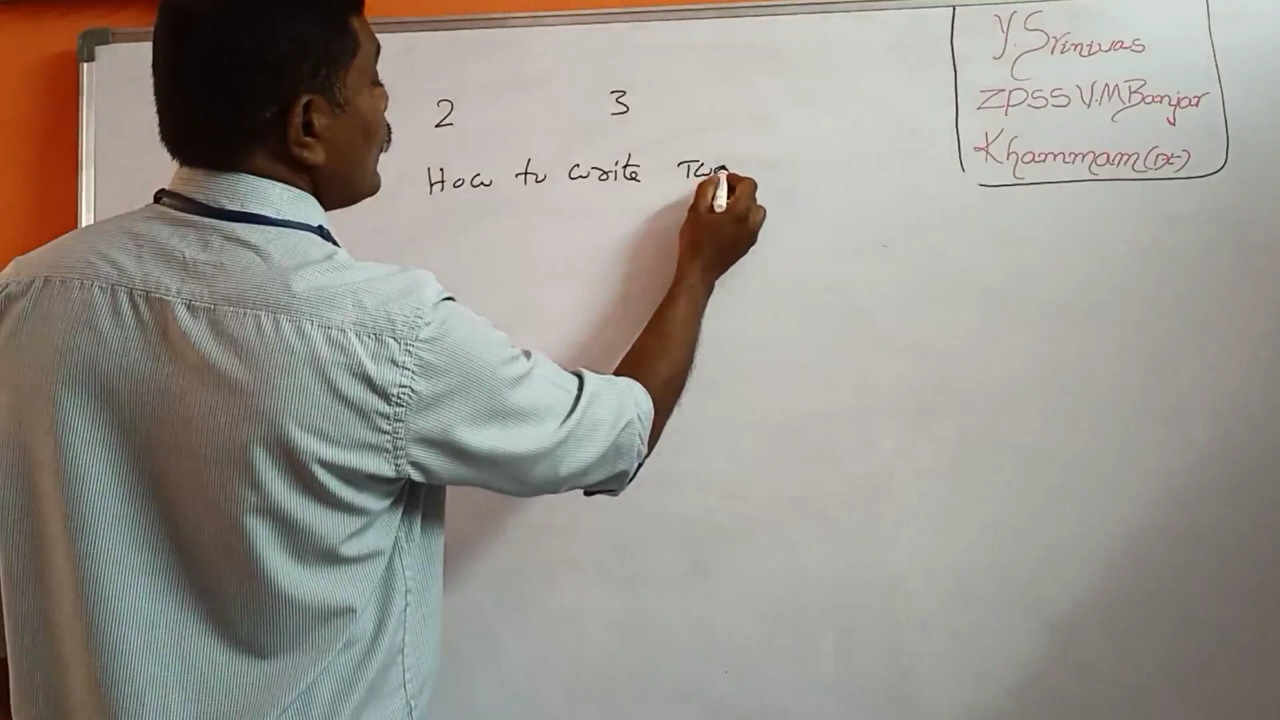 2 3
How to write Two
Y. Srinivas
ZPSS V.M Banjar
Khammam (Dt)